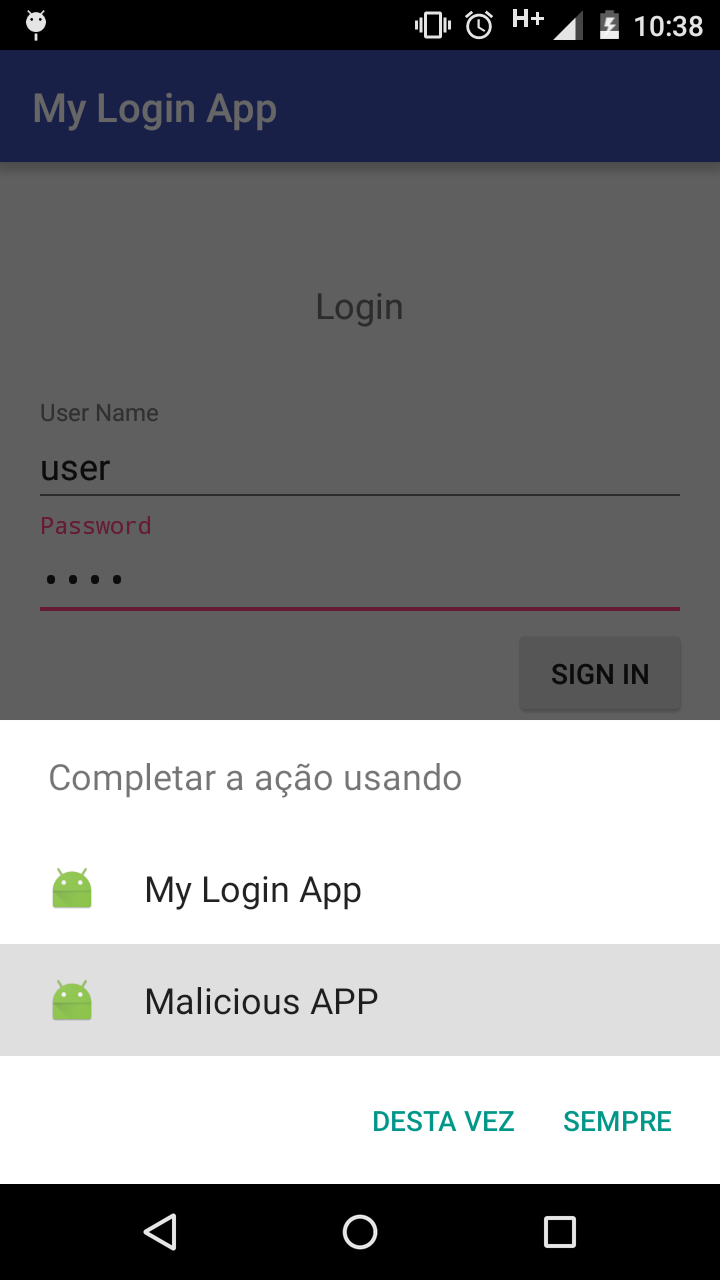 H+ 10:38
My Login App
Login
User Name
user
Password
••••
SIGN IN
Completar a ação usando
My Login App
Malicious APP
DESTA VEZ SEMPRE